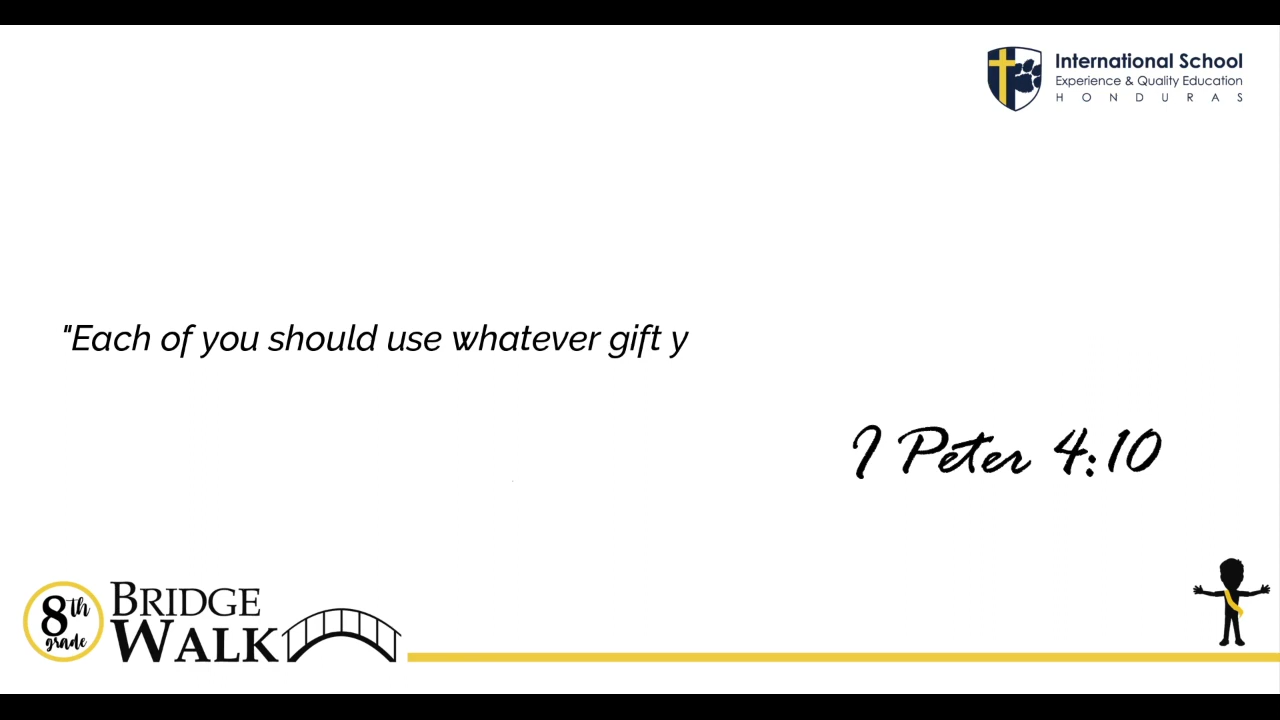 International School
Experience & Quality Education
HONDURAS
"Each of you should use whatever gift y
I Peter 4:10
8th
grade
BRIDGE
WALK